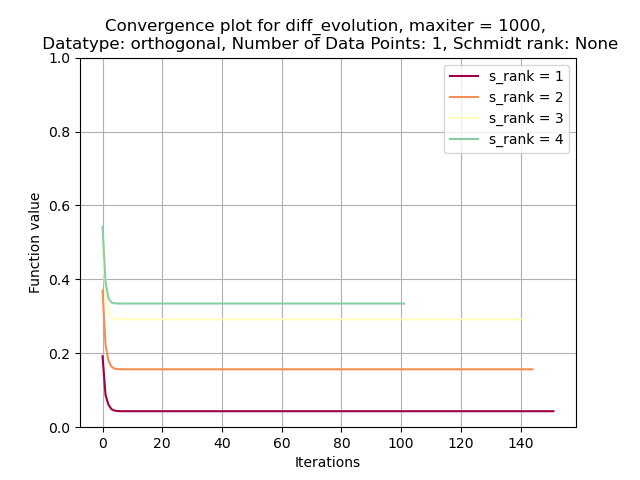 Convergence plot for diff_evolution, maxiter = 1000,
Datatype: orthogonal, Number of Data Points: 1, Schmidt rank: None
1.0
0.8
0.6
0.4
0.2
0.0
Function value
s_rank = 1
s_rank = 2
s_rank = 3
s_rank = 4
0 20 40 60 80 100 120 140
Iterations